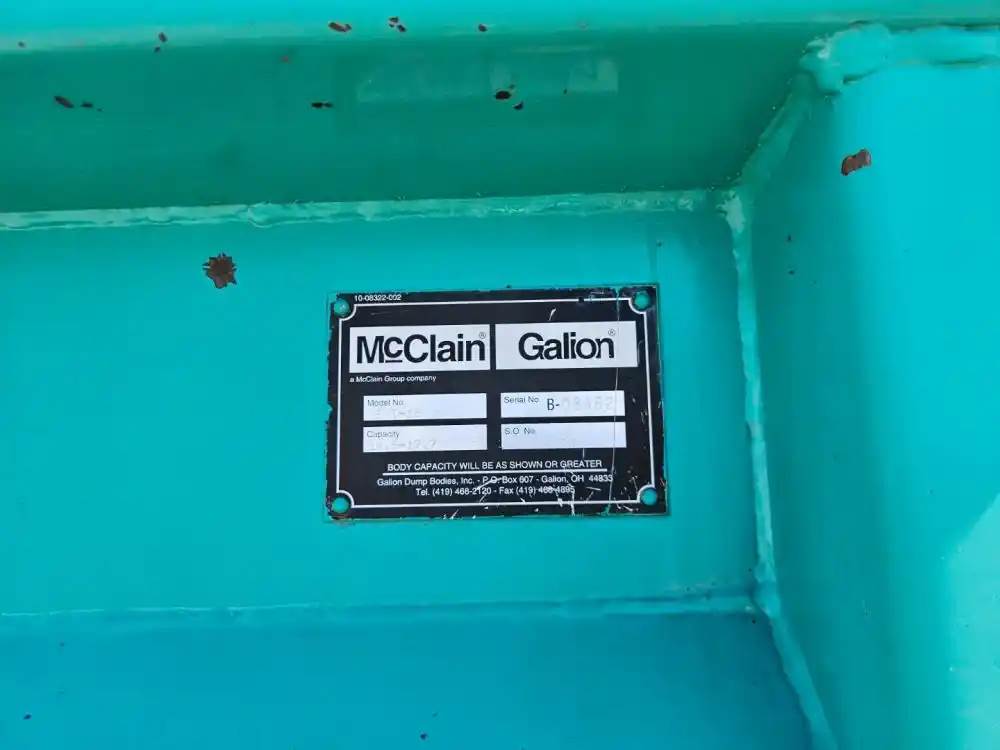 10-08322-002
McClain® Galion®
a McClain Group company
Model No. Serial No. B-
Capacity S.O. No.
BODY CAPACITY WILL BE AS SHOWN OR GREATER
Galion Dump Bodies, Inc. - P.O. Box 607 - Galion, OH 44833
Tel. (419) 468-2120 - Fax (419) 468-4895